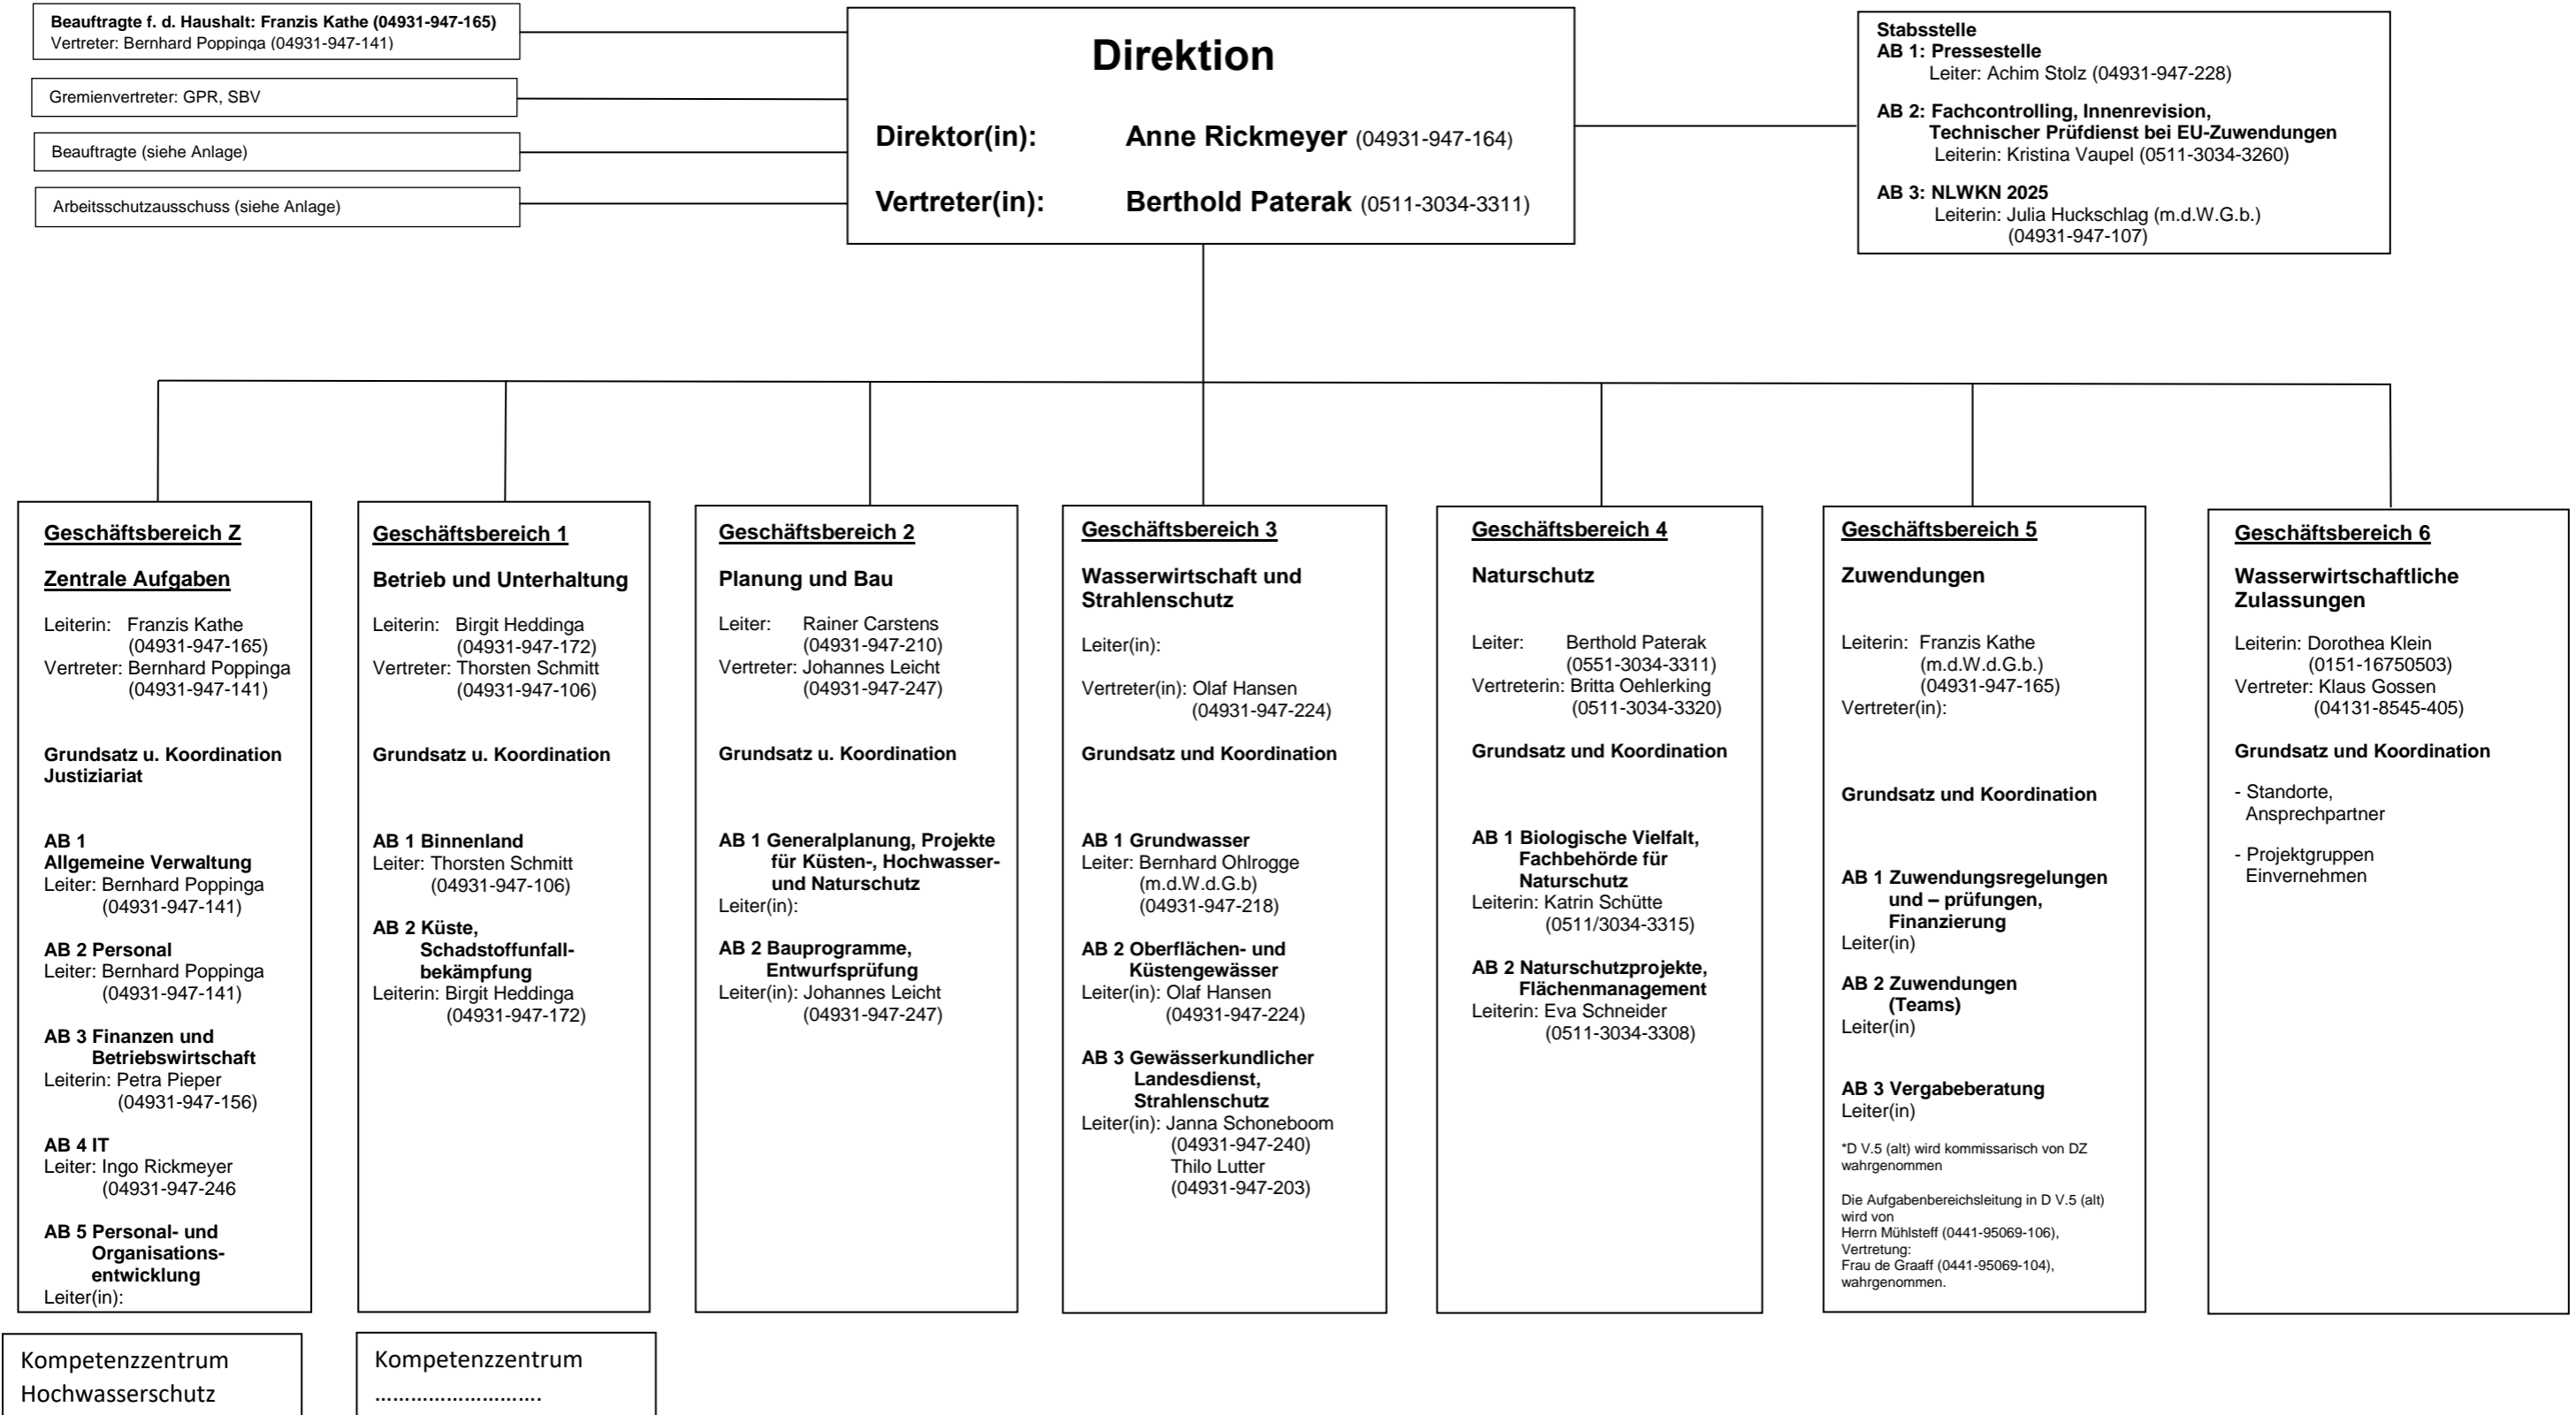 Beauftragte f. d. Haushalt: Franzis Kathe (04931-947-165)
Vertreter: Bernhard Poppinga (04931-947-141)
Gremienvertreter: GPR, SBV
Beauftragte (siehe Anlage)
Arbeitsschutzausschuss (siehe Anlage)
Direktion
Direktor(in): Anne Rickmeyer (04931-947-164)
Vertreter(in): Berthold Paterak (0511-3034-3311)
Stabsstelle
AB 1: Pressestelle
Leiter: Achim Stolz (04931-947-228)
AB 2: Fachcontrolling, Innenrevision,
Technischer Prüfdienst bei EU-Zuwendungen
Leiterin: Kristina Vaupel (0511-3034-3260)
AB 3: NLWKN 2025
Leiterin: Julia Huckschlag (m.d.W.G.b.)
(04931-947-107)
Geschäftsbereich Z
Zentrale Aufgaben
Leiterin: Franzis Kathe
(04931-947-165)
Vertreter: Bernhard Poppinga
(04931-947-141)
Grundsatz u. Koordination
Justiziariat
AB 1
Allgemeine Verwaltung
Leiter: Bernhard Poppinga
(04931-947-141)
AB 2 Personal
Leiter: Bernhard Poppinga
(04931-947-141)
AB 3 Finanzen und
Betriebswirtschaft
Leiterin: Petra Pieper
(04931-947-156)
AB 4 IT
Leiter: Ingo Rickmeyer
(04931-947-246
AB 5 Personal- und
Organisations-
entwicklung
Leiter(in):
Geschäftsbereich 1
Betrieb und Unterhaltung
Leiterin: Birgit Heddinga
(04931-947-172)
Vertreter: Thorsten Schmitt
(04931-947-106)
Grundsatz u. Koordination
AB 1 Binnenland
Leiter: Thorsten Schmitt
(04931-947-106)
AB 2 Küste,
Schadstoffunfall-
bekämpfung
Leiterin: Birgit Heddinga
(04931-947-172)
Geschäftsbereich 2
Planung und Bau
Leiter: Rainer Carstens
(04931-947-210)
Vertreter: Johannes Leicht
(04931-947-247)
Grundsatz u. Koordination
AB 1 Generalplanung, Projekte
für Küsten-, Hochwasser-
und Naturschutz
Leiter(in):
AB 2 Bauprogramme,
Entwurfsprüfung
Leiter(in): Johannes Leicht
(04931-947-247)
Geschäftsbereich 3
Wasserwirtschaft und
Strahlenschutz
Leiter(in):
Vertreter(in): Olaf Hansen
(04931-947-224)
Grundsatz und Koordination
AB 1 Grundwasser
Leiter: Bernhard Ohlrogge
(m.d.W.d.G.b)
(04931-947-218)
AB 2 Oberflächen- und
Küstengewässer
Leiter(in): Olaf Hansen
(04931-947-224)
AB 3 Gewässerkundlicher
Landesdienst,
Strahlenschutz
Leiter(in): Janna Schoneboom
(04931-947-240)
Thilo Lutter
(04931-947-203)
Geschäftsbereich 4
Naturschutz
Leiter: Berthold Paterak
(0551-3034-3311)
Vertreterin: Britta Oehlerking
(0511-3034-3320)
Grundsatz und Koordination
AB 1 Biologische Vielfalt,
Fachbehörde für
Naturschutz
Leiterin: Katrin Schütte
(0511/3034-3315)
AB 2 Naturschutzprojekte,
Flächenmanagement
Leiterin: Eva Schneider
(0511-3034-3308)
Geschäftsbereich 5
Zuwendungen
Leiterin: Franzis Kathe
(m.d.W.d.G.b.)
(04931-947-165)
Vertreter(in):
Grundsatz und Koordination
AB 1 Zuwendungsregelungen
und – prüfungen,
Finanzierung
Leiter(in)
AB 2 Zuwendungen
(Teams)
Leiter(in)
AB 3 Vergabeberatung
Leiter(in)
*D V.5 (alt) wird kommissarisch von DZ
wahrgenommen
Die Aufgabenbereichsleitung in D V.5 (alt)
wird von
Herrn Mühlsteff (0441-95069-106),
Vertretung:
Frau de Graaff (0441-95069-104),
wahrgenommen.
Geschäftsbereich 6
Wasserwirtschaftliche
Zulassungen
Leiterin: Dorothea Klein
(0151-16750503)
Vertreter: Klaus Gossen
(04131-8545-405)
Grundsatz und Koordination
- Standorte,
Ansprechpartner
- Projektgruppen
Einvernehmen
Kompetenzzentrum
Hochwasserschutz
Kompetenzzentrum
……………………….